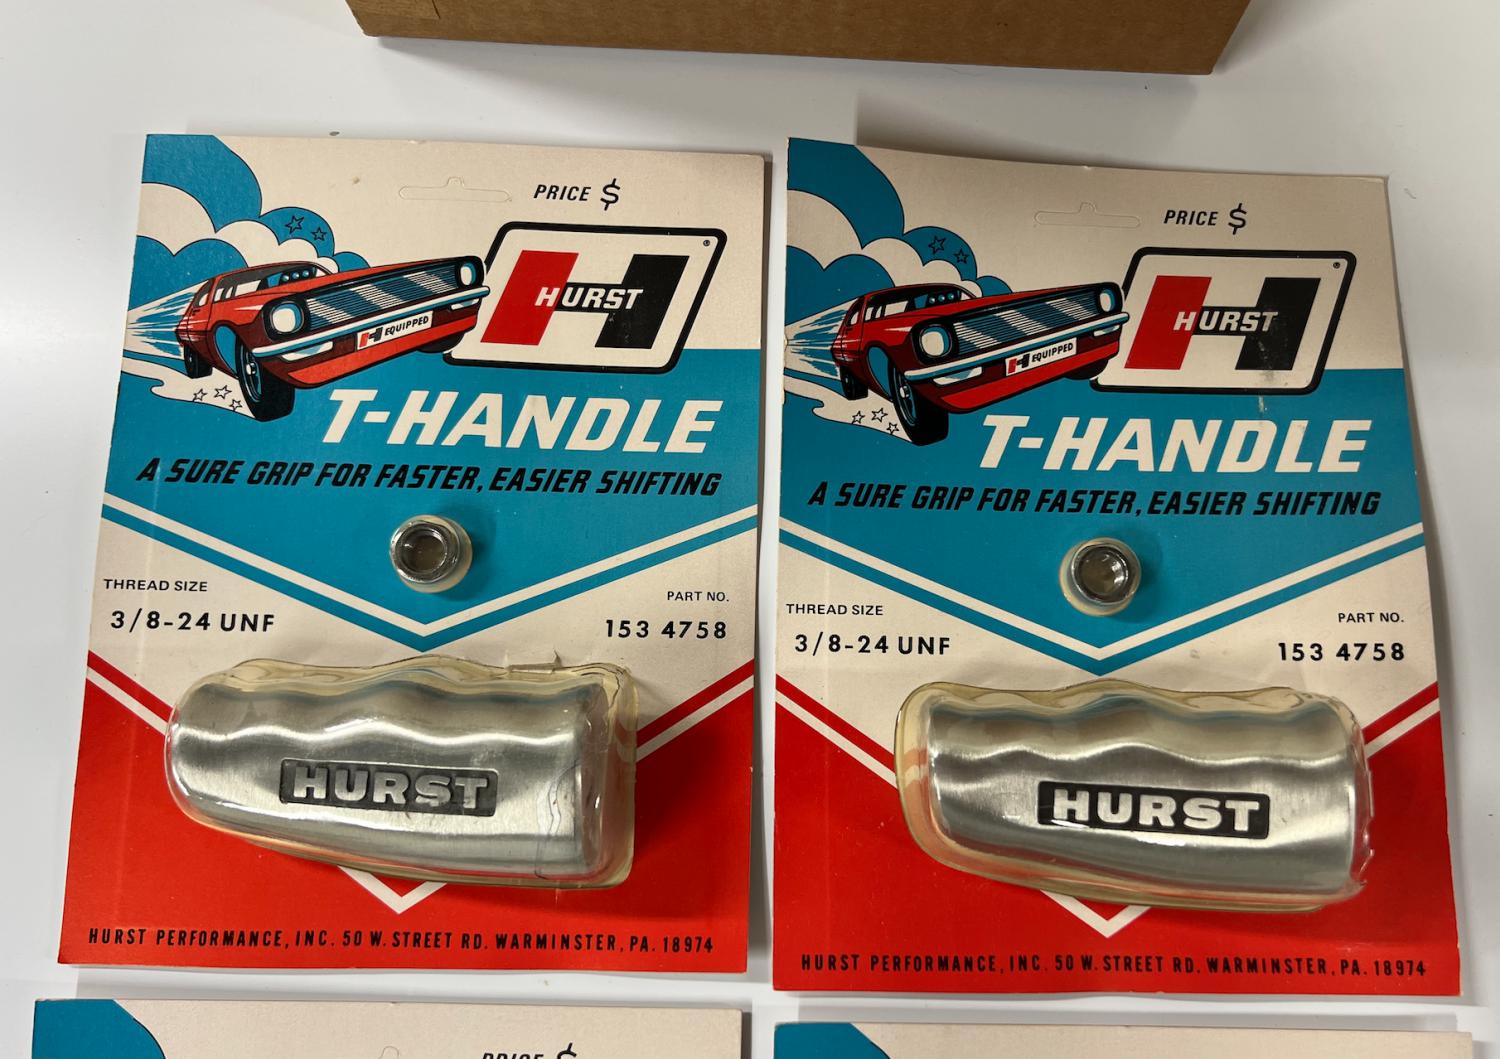 PRICE $
HURST
®
H EQUIPPED
T-HANDLE
A SURE GRIP FOR FASTER, EASIER SHIFTING
THREAD SIZE
3/8-24 UNF
PART NO.
153 4758
HURST
HURST PERFORMANCE, INC. 50 W. STREET RD. WARMINSTER, PA. 18974
PRICE $
HURST
®
H EQUIPPED
T-HANDLE
A SURE GRIP FOR FASTER, EASIER SHIFTING
THREAD SIZE
3/8-24 UNF
PART NO.
153 4758
HURST
HURST PERFORMANCE, INC. 50 W. STREET RD. WARMINSTER, PA. 18974
PRICE $